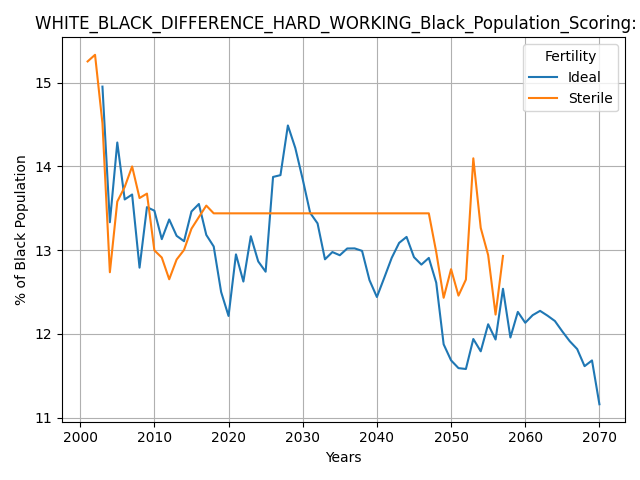 WHITE_BLACK_DIFFERENCE_HARD_WORKING_Black_Population_Scoring:
Fertility
Ideal
Sterile
% of Black Population
15
14
13
12
11
2000 2010 2020 2030 2040 2050 2060 2070
Years